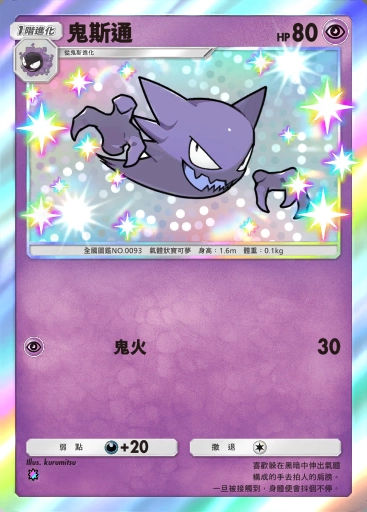 1階進化
鬼斯通
HP 80
從鬼斯進化
全國圖鑑NO.0093 氣體狀寶可夢 身高：1.6m 體重：0.1kg
鬼火 30
弱點 +20 撤退
Illus. kurumitsu
喜歡躲在黑暗中伸出氣體
構成的手去拍人的肩膀。
一旦被接觸到，身體便會抖個不停。